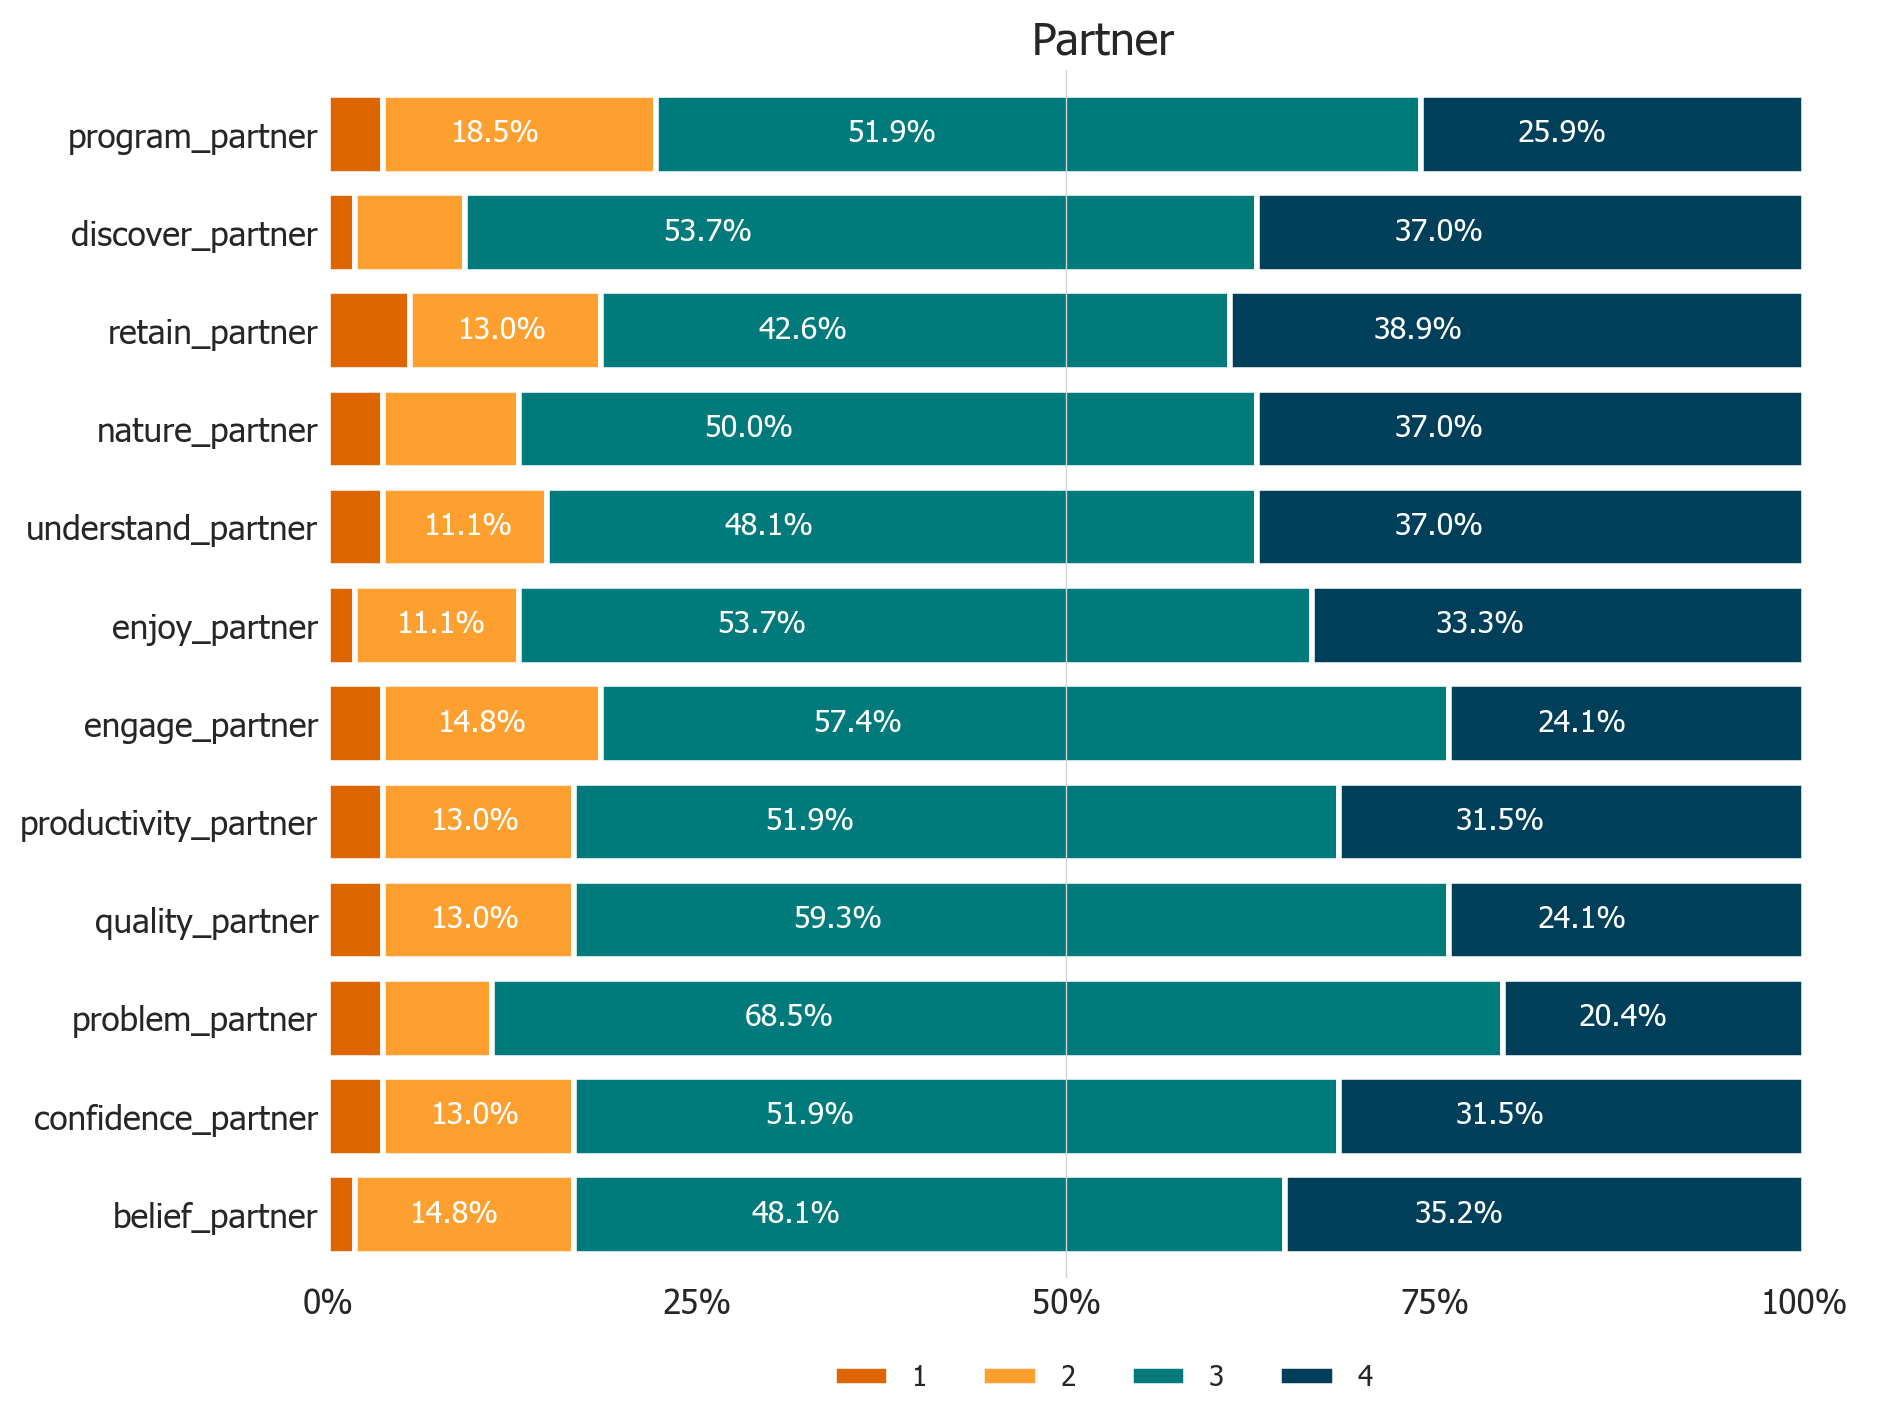 Partner
program_partner 18.5% 51.9% 25.9%
discover_partner 53.7% 37.0%
retain_partner 13.0% 42.6% 38.9%
nature_partner 50.0% 37.0%
understand_partner 11.1% 48.1% 37.0%
enjoy_partner 11.1% 53.7% 33.3%
engage_partner 14.8% 57.4% 24.1%
productivity_partner 13.0% 51.9% 31.5%
quality_partner 13.0% 59.3% 24.1%
problem_partner 68.5% 20.4%
confidence_partner 13.0% 51.9% 31.5%
belief_partner 14.8% 48.1% 35.2%
0% 25% 50% 75% 100%
1 2 3 4